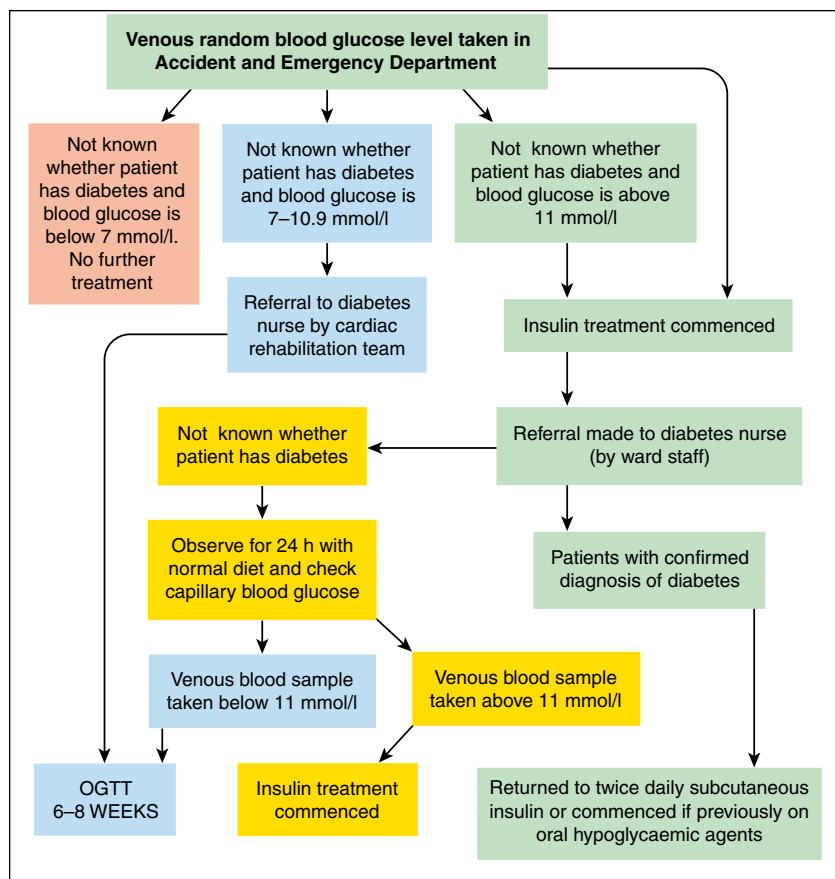 Venous random blood glucose level taken in
Accident and Emergency Department
Not known
whether patient
has diabetes and
blood glucose is
below 7 mmol/l.
No further
treatment
Not known whether
patient has diabetes
and blood glucose is
7–10.9 mmol/l
Not known whether
patient has diabetes and
blood glucose is above
11 mmol/l
Referral to diabetes
nurse by cardiac
rehabilitation team
Insulin treatment commenced
Not known whether
patient has diabetes
Referral made to diabetes nurse
(by ward staff)
Observe for 24 h with
normal diet and check
capillary blood glucose
Patients with confirmed
diagnosis of diabetes
Venous blood sample
taken below 11 mmol/l
Venous blood sample
taken above 11 mmol/l
OGTT
6–8 WEEKS
Insulin treatment
commenced
Returned to twice daily subcutaneous
insulin or commenced if previously on
oral hypoglycaemic agents